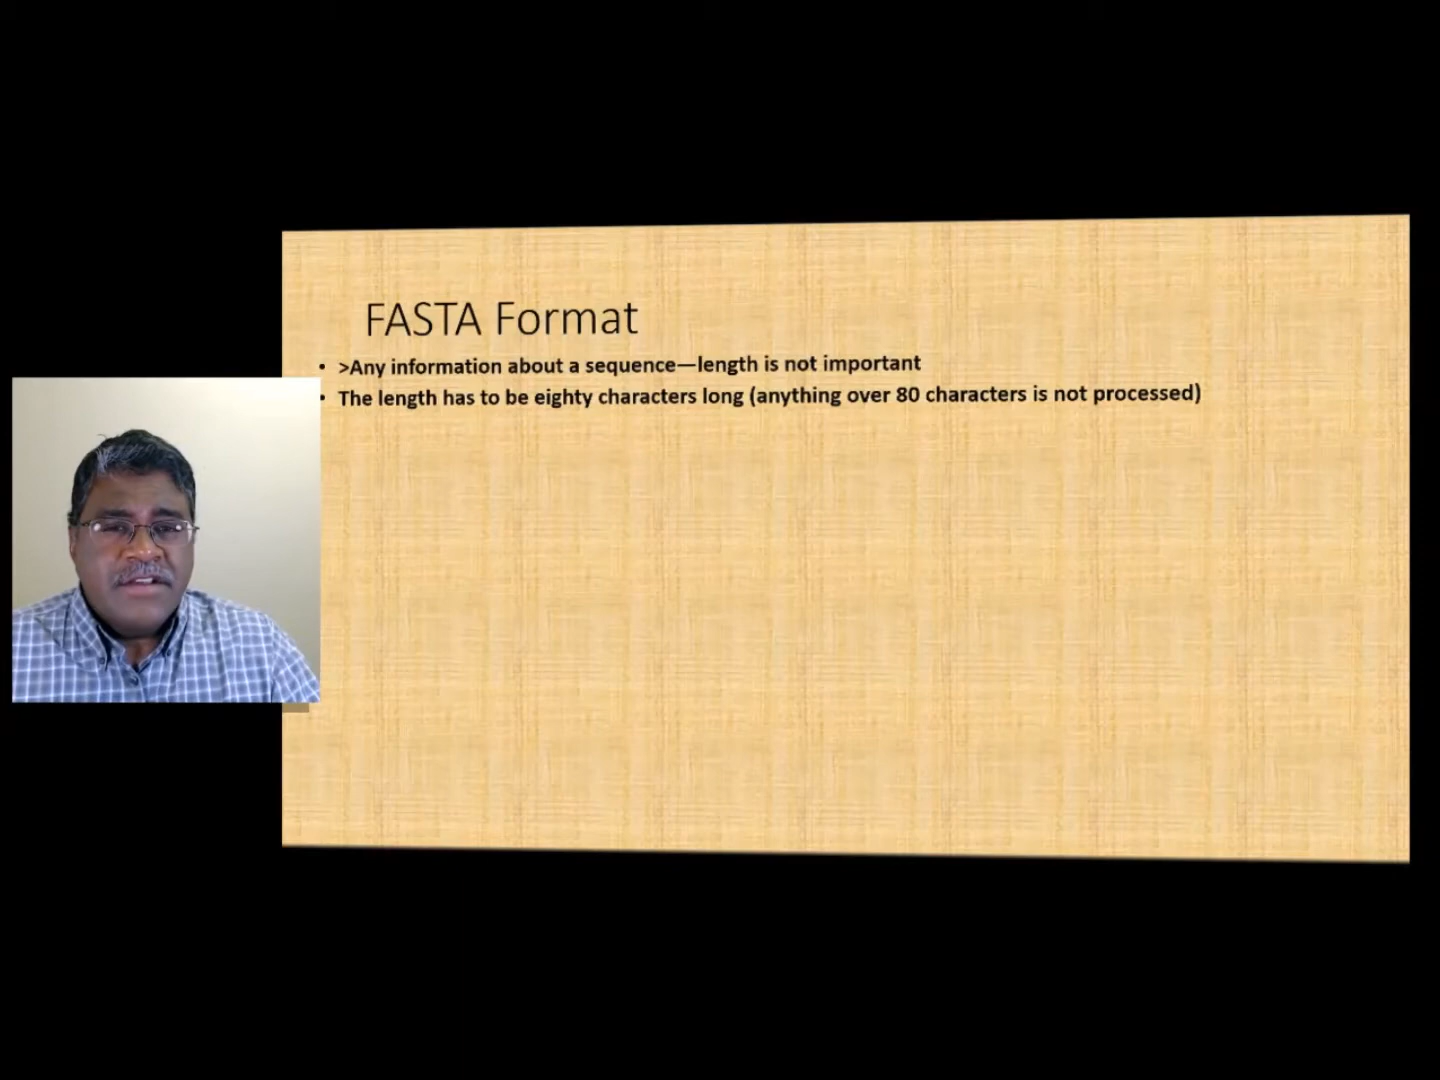 FASTA Format
• >Any information about a sequence—length is not important
• The length has to be eighty characters long (anything over 80 characters is not processed)